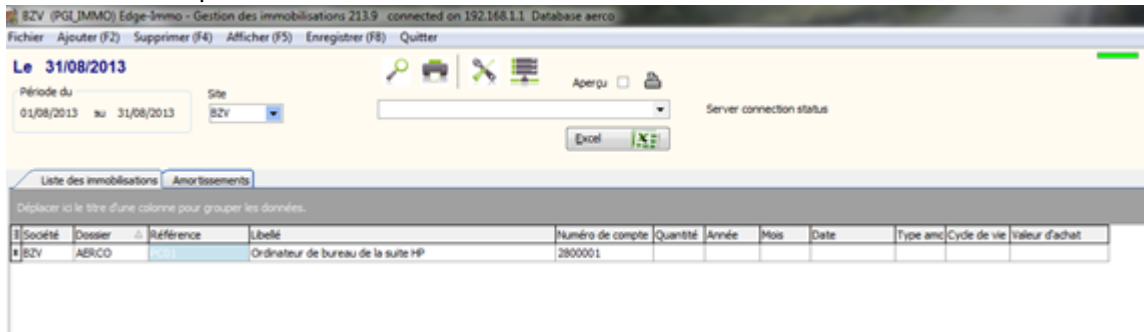 BZV (PGI_IMMO) Edge-Immo - Gestion des immobilisations 213.9 connected on 192.168.1.1 Database aerco
Fichier Ajouter (F2) Supprimer (F4) Afficher (F5) Enregistrer (F8) Quitter
Le 31/08/2013
Aperçu
Période du
Site
01/08/2013 au 31/08/2013 BZV Server connection status
Excel
Liste des immobilisations Amortissements
Déplacer ici le titre d'une colonne pour grouper les données.
Société Dossier Référence Libellé Numéro de compte Quantité Année Mois Date Type amc Cycle de vie Valeur d'achat
BZV AERCO PC01 Ordinateur de bureau de la suite HP 2800001